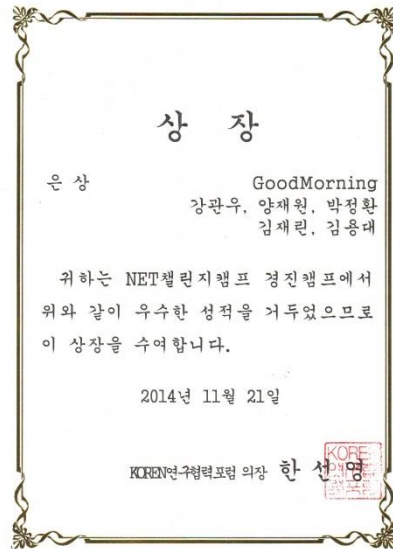 상 장
은 상
GoodMorning
강관우, 양재원, 박정환
김재린, 김용대
귀하는 NET챌린지캠프 경진캠프에서
위와 같이 우수한 성적을 거두었으므로
이 상장을 수여합니다.
2014년 11월 21일
KOREN연구협력포럼 의장 한 선 영
KORE